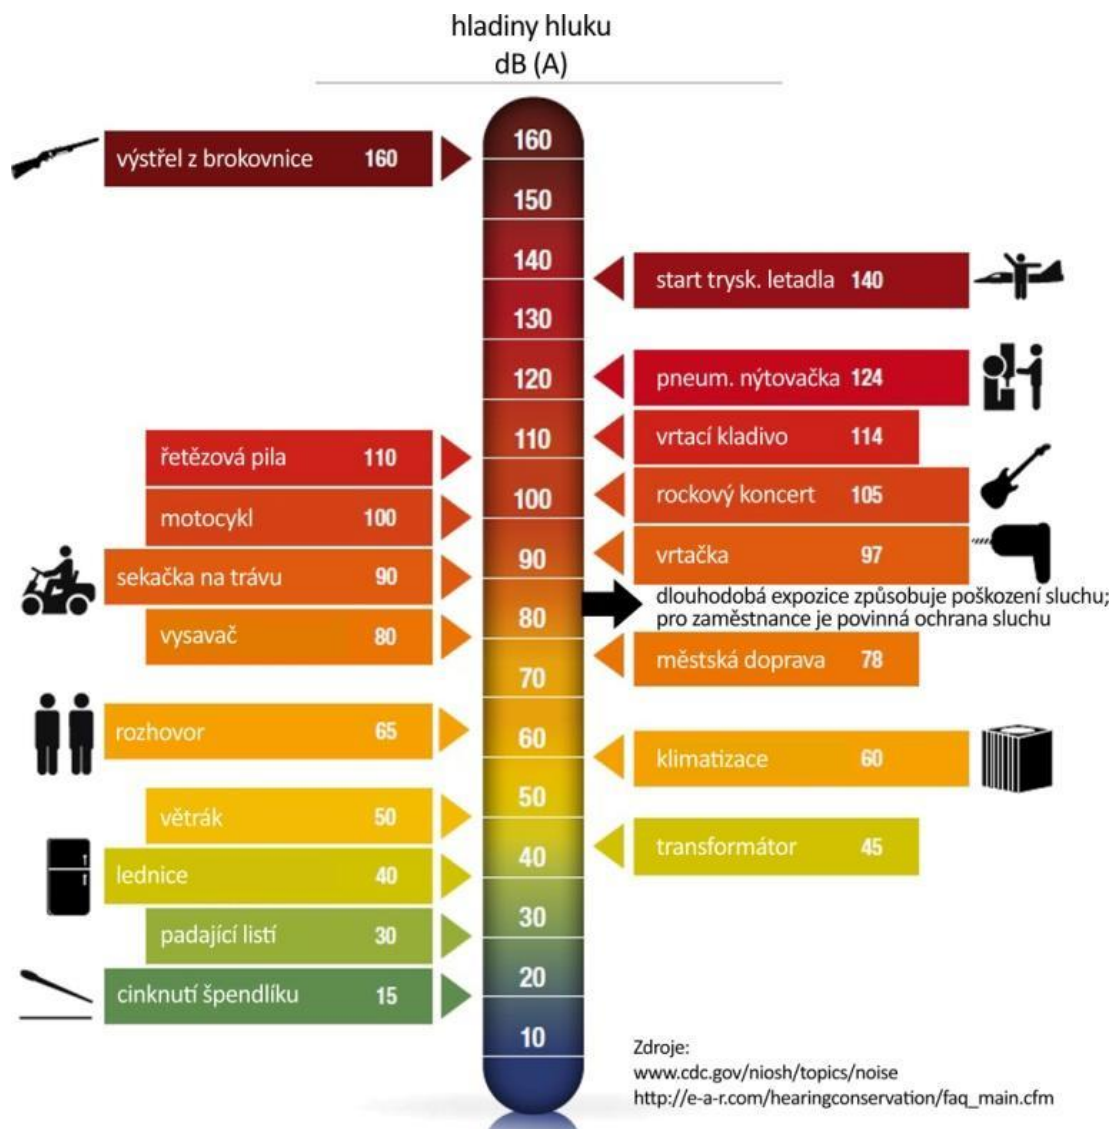 hladiny hluku
dB (A)
160
150
140
130
120
110
100
90
80
70
60
50
40
30
20
10
výstřel z brokovnice 160
řetězová pila 110
motocykl 100
sekačka na trávu 90
vysavač 80
rozhovor 65
větrák 50
lednice 40
padající listí 30
cinknutí špendlíku 15
start trysk. letadla 140
pneum. nýtovačka 124
vrtací kladivo 114
rockový koncert 105
vrtačka 97
dlouhodobá expozice způsobuje poškození sluchu;
pro zaměstnance je povinná ochrana sluchu
městská doprava 78
klimatizace 60
transformátor 45
Zdroje:
www.cdc.gov/niosh/topics/noise
http://e-a-r.com/hearingconservation/faq_main.cfm